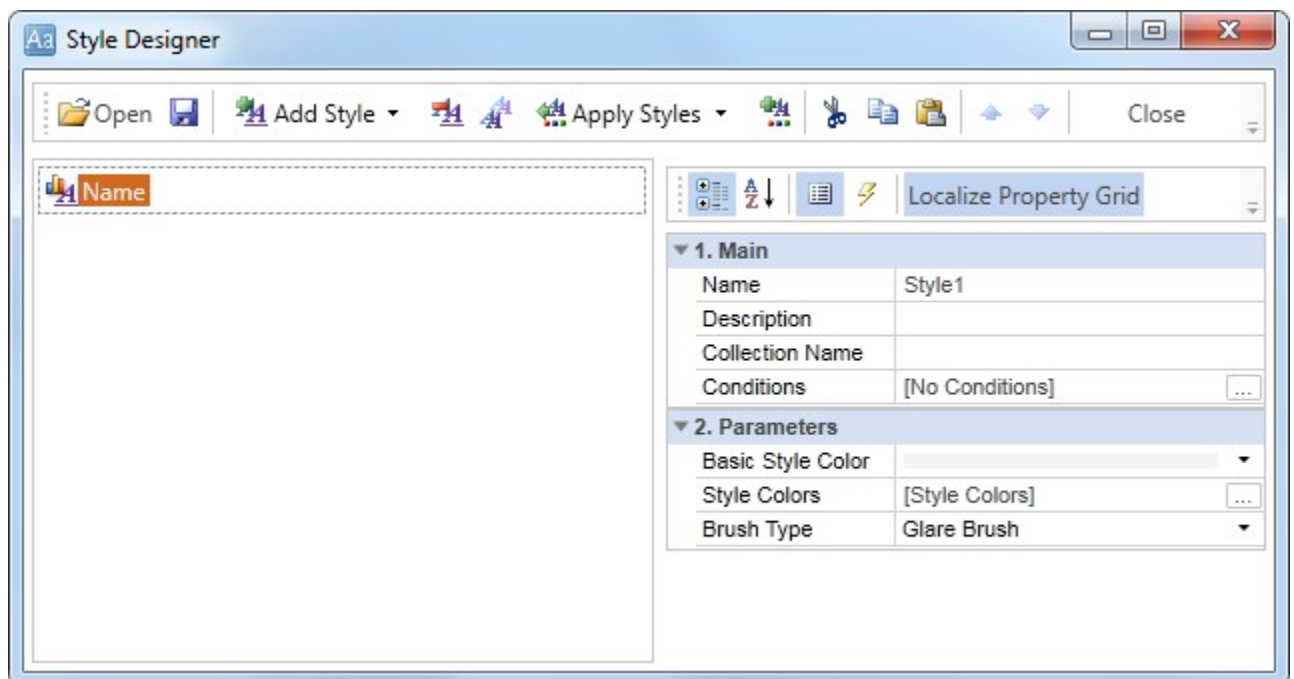 Aa Style Designer
Open Add Style Apply Styles Close
Name
Localize Property Grid
1. Main
Name Style1
Description
Collection Name
Conditions [No Conditions] ...
2. Parameters
Basic Style Color
Style Colors [Style Colors] ...
Brush Type Glare Brush